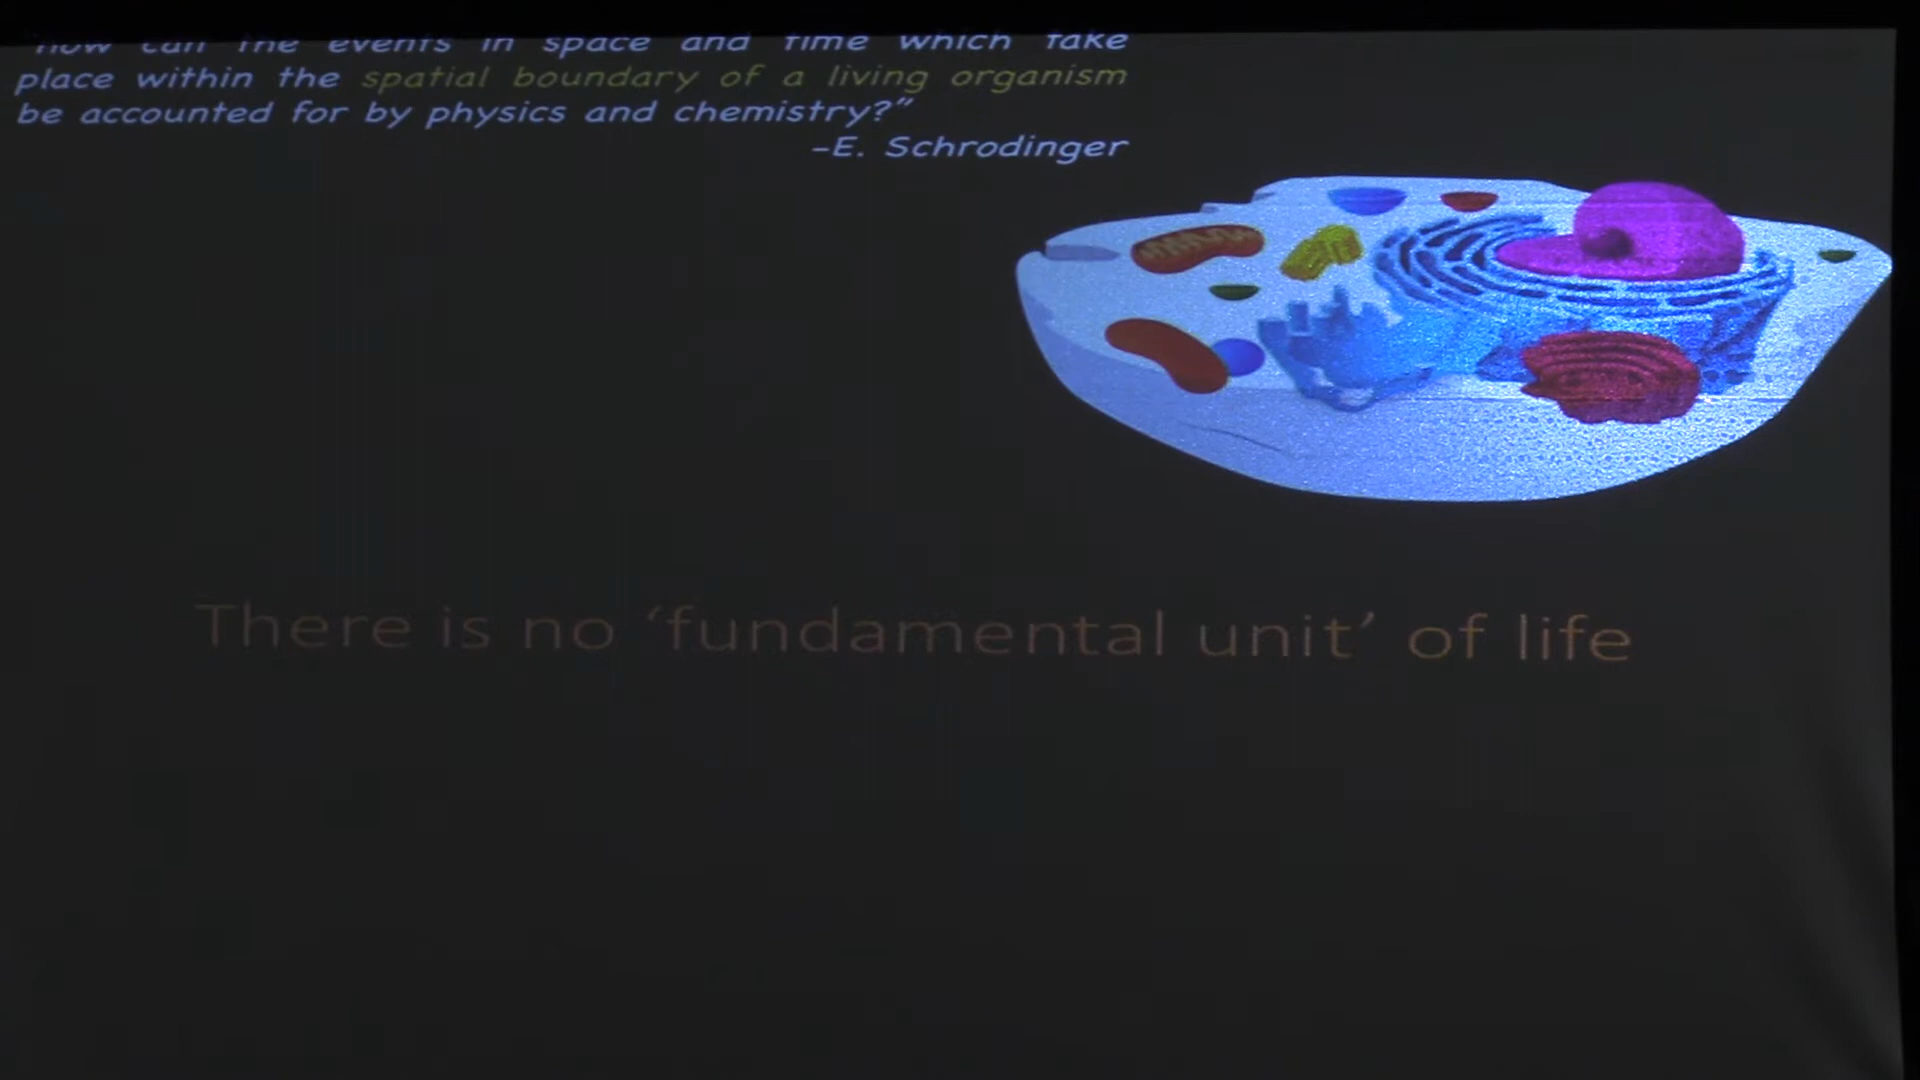 "How can the events in space and time which take
place within the spatial boundary of a living organism
be accounted for by physics and chemistry?”
–E. Schrodinger
There is no ‘fundamental unit’ of life